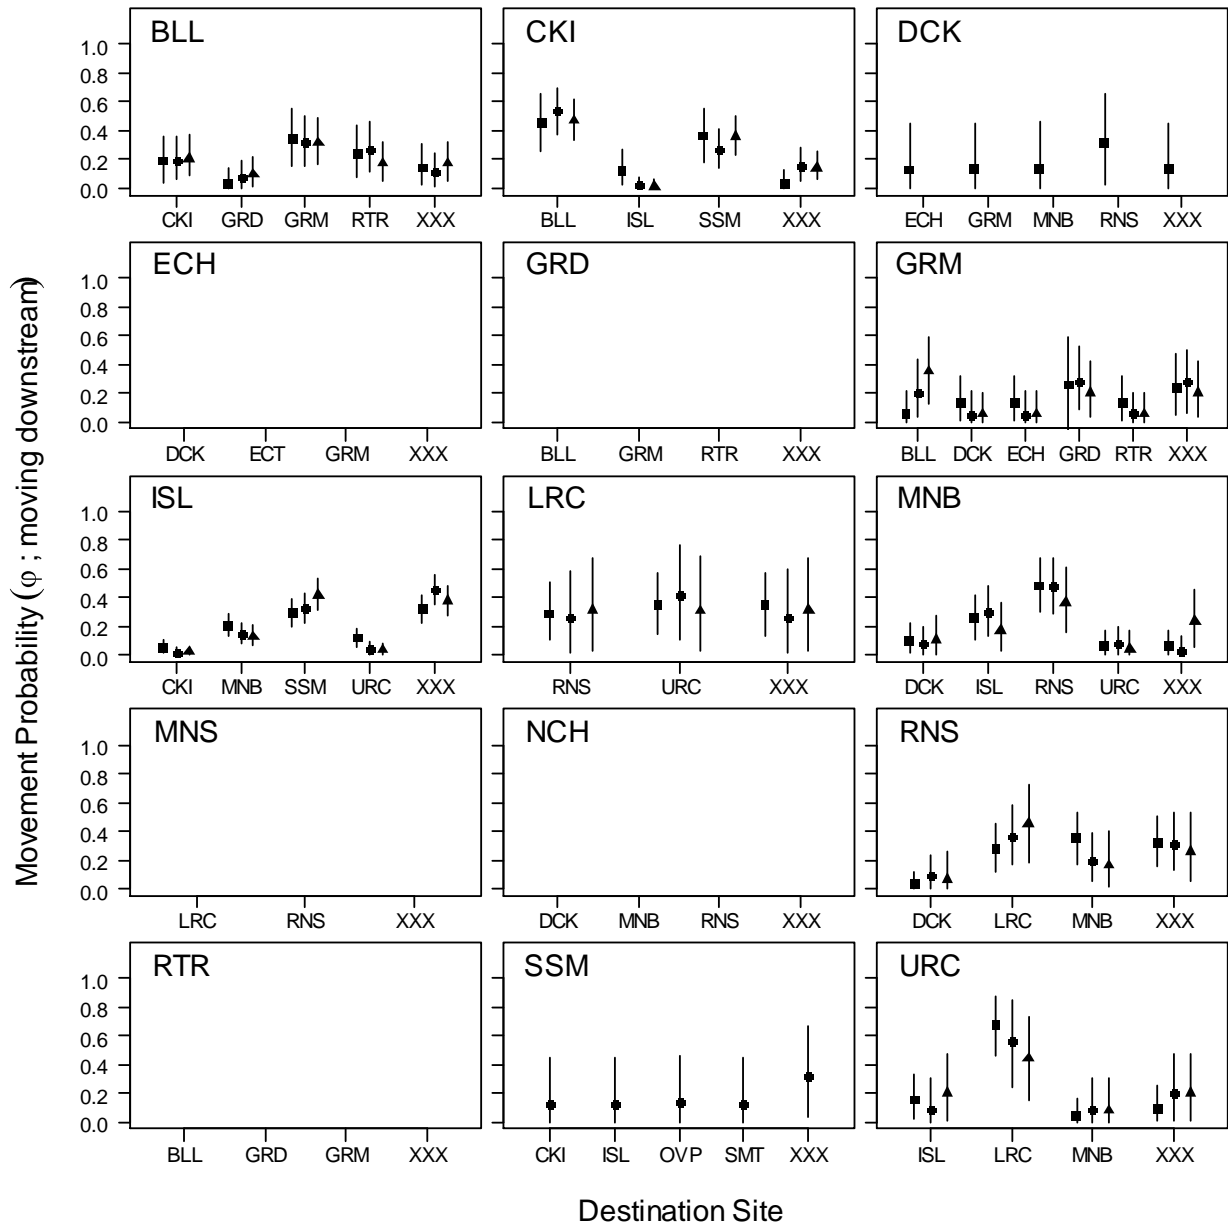 Movement Probability (φ ; moving downstream)
BLL
CKI
DCK
1.0
0.8
0.6
0.4
0.2
0.0
CKI GRD GRM RTR XXX
BLL ISL SSM XXX
ECH GRM MNB RNS XXX
ECH
GRD
GRM
1.0
0.8
0.6
0.4
0.2
0.0
DCK ECT GRM XXX
BLL GRM RTR XXX
BLL DCK ECH GRD RTR XXX
ISL
LRC
MNB
1.0
0.8
0.6
0.4
0.2
0.0
CKI MNB SSM URC XXX
RNS URC XXX
DCK ISL RNS URC XXX
MNS
NCH
RNS
1.0
0.8
0.6
0.4
0.2
0.0
LRC RNS XXX
DCK MNB RNS XXX
DCK LRC MNB XXX
RTR
SSM
URC
1.0
0.8
0.6
0.4
0.2
0.0
BLL GRD GRM XXX
CKI ISL OVP SMT XXX
ISL LRC MNB XXX
Destination Site